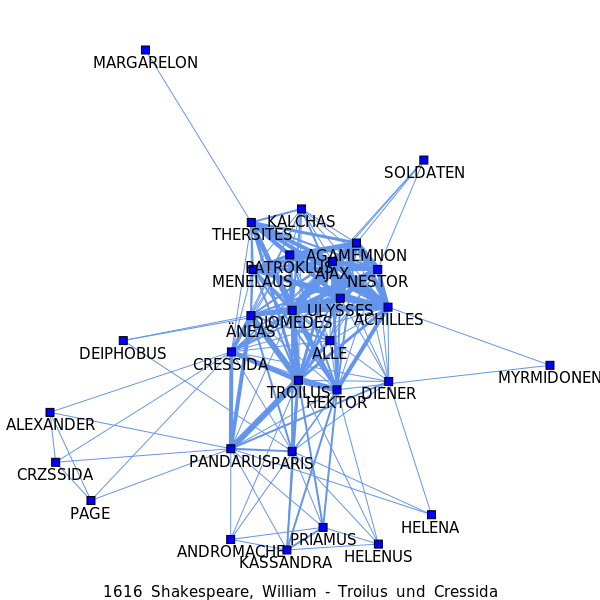 MARGARELON
SOLDATEN
KALCHAS
THERSITES
AGAMEMNON
PATROKLUS
AJAX
MENELAUS
NESTOR
ULYSSES
ACHILLES
DIOMEDES
ÄNEAS
DEIPHOBUS
ALLE
CRESSIDA
MYRMIDONEN
TROILUS
DIENER
HEKTOR
ALEXANDER
PANDARUS
PARIS
CRZSSIDA
PAGE
HELENA
PRIAMUS
ANDROMACHE
HELENUS
KASSANDRA
1616 Shakespeare, William - Troilus und Cressida